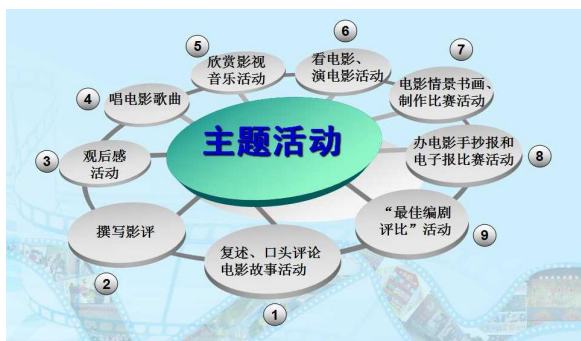 主题活动
1
复述、口头评论
电影故事活动
2
撰写影评
3
观后感
活动
4
唱电影歌曲
5
欣赏影视
音乐活动
6
看电影、
演电影活动
7
电影情景书画、
制作比赛活动
8
办电影手抄报和
电子报比赛活动
9
“最佳编剧
评比”活动